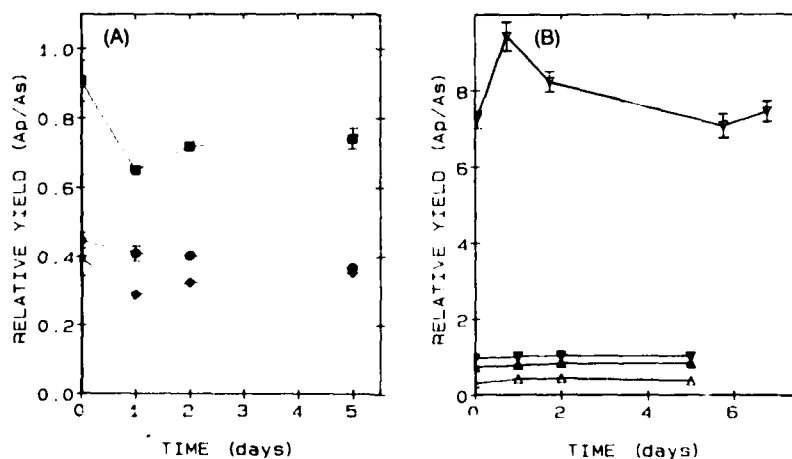 (A)
RELATIVE YIELD (Ap/As)
1.0
0.8
0.6
0.4
0.2
0.0
0 1 2 3 4 5
TIME (days)
(B)
RELATIVE YIELD (Ap/As)
8
6
4
2
0
0 2 4 6
TIME (days)